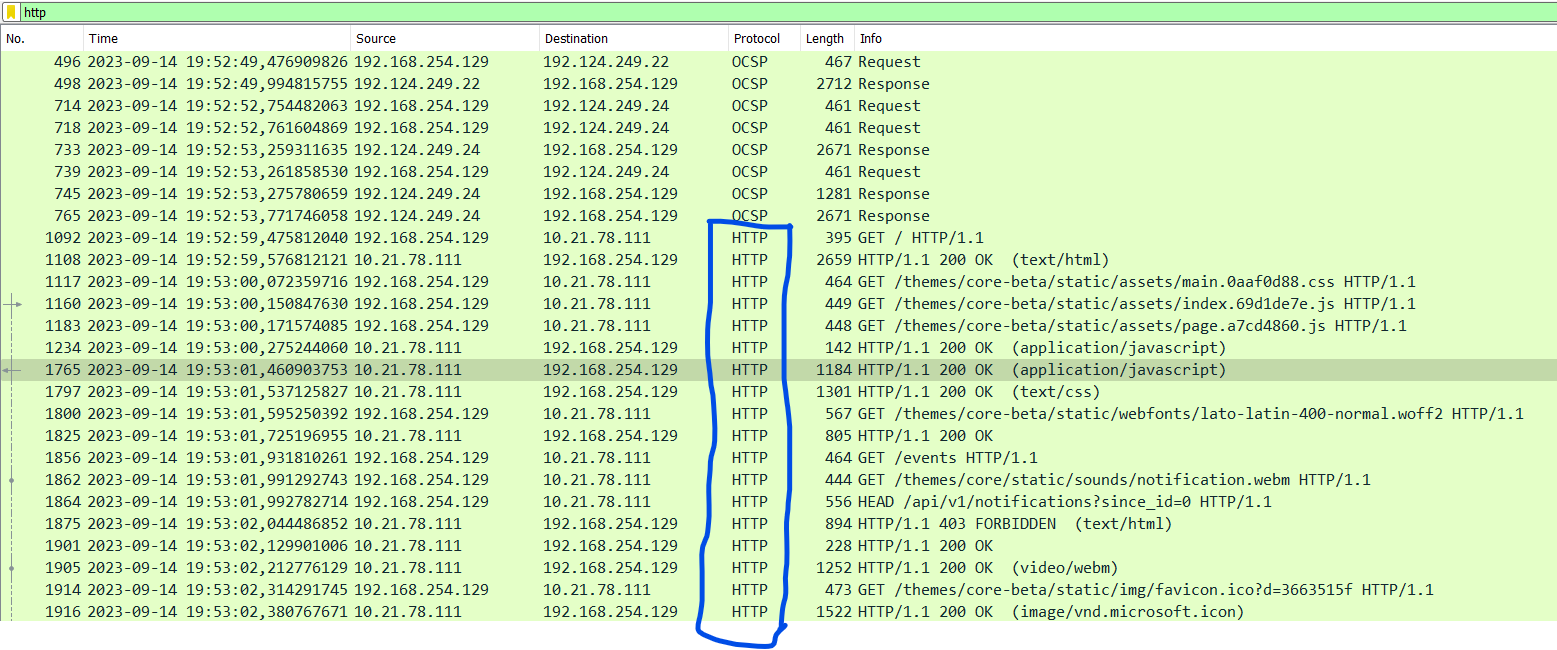 http
No. Time Source Destination Protocol Length Info
496 2023-09-14 19:52:49,476909826 192.168.254.129 192.124.249.22 OCSP 467 Request
498 2023-09-14 19:52:49,994815755 192.124.249.22 192.168.254.129 OCSP 2712 Response
714 2023-09-14 19:52:52,754482063 192.168.254.129 192.124.249.24 OCSP 461 Request
718 2023-09-14 19:52:52,761604869 192.168.254.129 192.124.249.24 OCSP 461 Request
733 2023-09-14 19:52:53,259311635 192.124.249.24 192.168.254.129 OCSP 2671 Response
739 2023-09-14 19:52:53,261858530 192.168.254.129 192.124.249.24 OCSP 461 Request
745 2023-09-14 19:52:53,275780659 192.124.249.24 192.168.254.129 OCSP 1281 Response
765 2023-09-14 19:52:53,771746058 192.124.249.24 192.168.254.129 OCSP 2671 Response
1092 2023-09-14 19:52:59,475812040 192.168.254.129 10.21.78.111 HTTP 395 GET / HTTP/1.1
1108 2023-09-14 19:52:59,576812121 10.21.78.111 192.168.254.129 HTTP 2659 HTTP/1.1 200 OK (text/html)
1117 2023-09-14 19:53:00,072359716 192.168.254.129 10.21.78.111 HTTP 464 GET /themes/core-beta/static/assets/main.0aaf0d88.css HTTP/1.1
1160 2023-09-14 19:53:00,150847630 192.168.254.129 10.21.78.111 HTTP 449 GET /themes/core-beta/static/assets/index.69d1de7e.js HTTP/1.1
1183 2023-09-14 19:53:00,171574085 192.168.254.129 10.21.78.111 HTTP 448 GET /themes/core-beta/static/assets/page.a7cd4860.js HTTP/1.1
1234 2023-09-14 19:53:00,275244060 10.21.78.111 192.168.254.129 HTTP 142 HTTP/1.1 200 OK (application/javascript)
1765 2023-09-14 19:53:01,460903753 10.21.78.111 192.168.254.129 HTTP 1184 HTTP/1.1 200 OK (application/javascript)
1797 2023-09-14 19:53:01,537125827 10.21.78.111 192.168.254.129 HTTP 1301 HTTP/1.1 200 OK (text/css)
1800 2023-09-14 19:53:01,595250392 192.168.254.129 10.21.78.111 HTTP 567 GET /themes/core-beta/static/webfonts/lato-latin-400-normal.woff2 HTTP/1.1
1825 2023-09-14 19:53:01,725196955 10.21.78.111 192.168.254.129 HTTP 805 HTTP/1.1 200 OK
1856 2023-09-14 19:53:01,931810261 192.168.254.129 10.21.78.111 HTTP 464 GET /events HTTP/1.1
1862 2023-09-14 19:53:01,991292743 192.168.254.129 10.21.78.111 HTTP 444 GET /themes/core/static/sounds/notification.webm HTTP/1.1
1864 2023-09-14 19:53:01,992782714 192.168.254.129 10.21.78.111 HTTP 556 HEAD /api/v1/notifications?since_id=0 HTTP/1.1
1875 2023-09-14 19:53:02,044486852 10.21.78.111 192.168.254.129 HTTP 894 HTTP/1.1 403 FORBIDDEN (text/html)
1901 2023-09-14 19:53:02,129901006 10.21.78.111 192.168.254.129 HTTP 228 HTTP/1.1 200 OK
1905 2023-09-14 19:53:02,212776129 10.21.78.111 192.168.254.129 HTTP 1252 HTTP/1.1 200 OK (video/webm)
1914 2023-09-14 19:53:02,314291745 192.168.254.129 10.21.78.111 HTTP 473 GET /themes/core-beta/static/img/favicon.ico?d=3663515f HTTP/1.1
1916 2023-09-14 19:53:02,380767671 10.21.78.111 192.168.254.129 HTTP 1522 HTTP/1.1 200 OK (image/vnd.microsoft.icon)